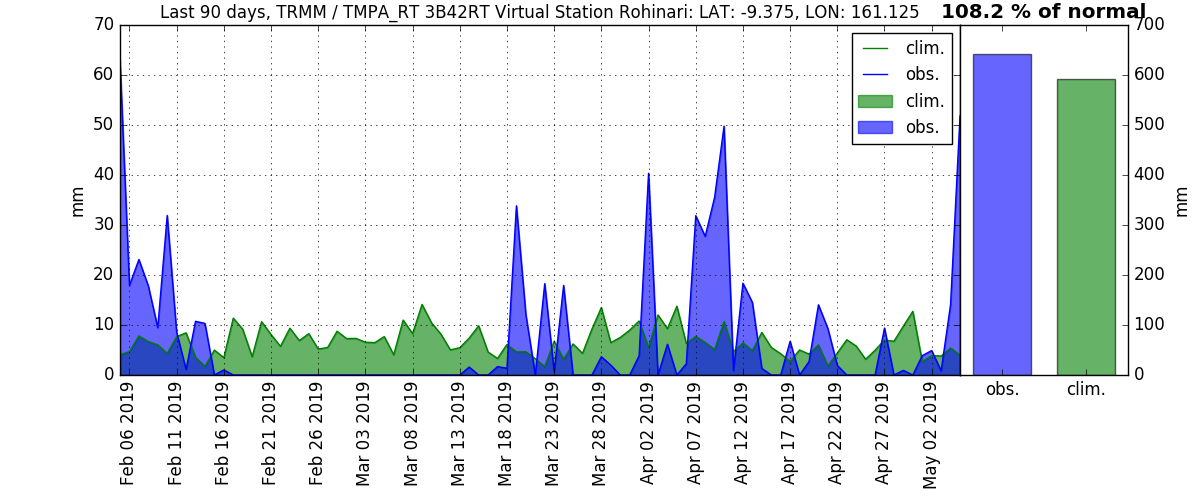 Last 90 days, TRMM / TMPA_RT 3B42RT Virtual Station Rohinari: LAT: -9.375, LON: 161.125
108.2 % of normal
70
60
50
40
30
20
10
0
mm
clim.
obs.
clim.
obs.
700
600
500
400
300
200
100
0
mm
Feb 06 2019
Feb 11 2019
Feb 16 2019
Feb 21 2019
Feb 26 2019
Mar 03 2019
Mar 08 2019
Mar 13 2019
Mar 18 2019
Mar 23 2019
Mar 28 2019
Apr 02 2019
Apr 07 2019
Apr 12 2019
Apr 17 2019
Apr 22 2019
Apr 27 2019
May 02 2019
obs.
clim.